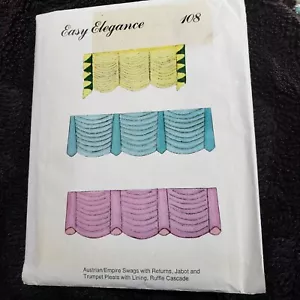 Easy Elegance 108
Austrian/Empire Swags with Returns, Jabot and
Trumpet Pleats with Lining, Ruffle Cascade